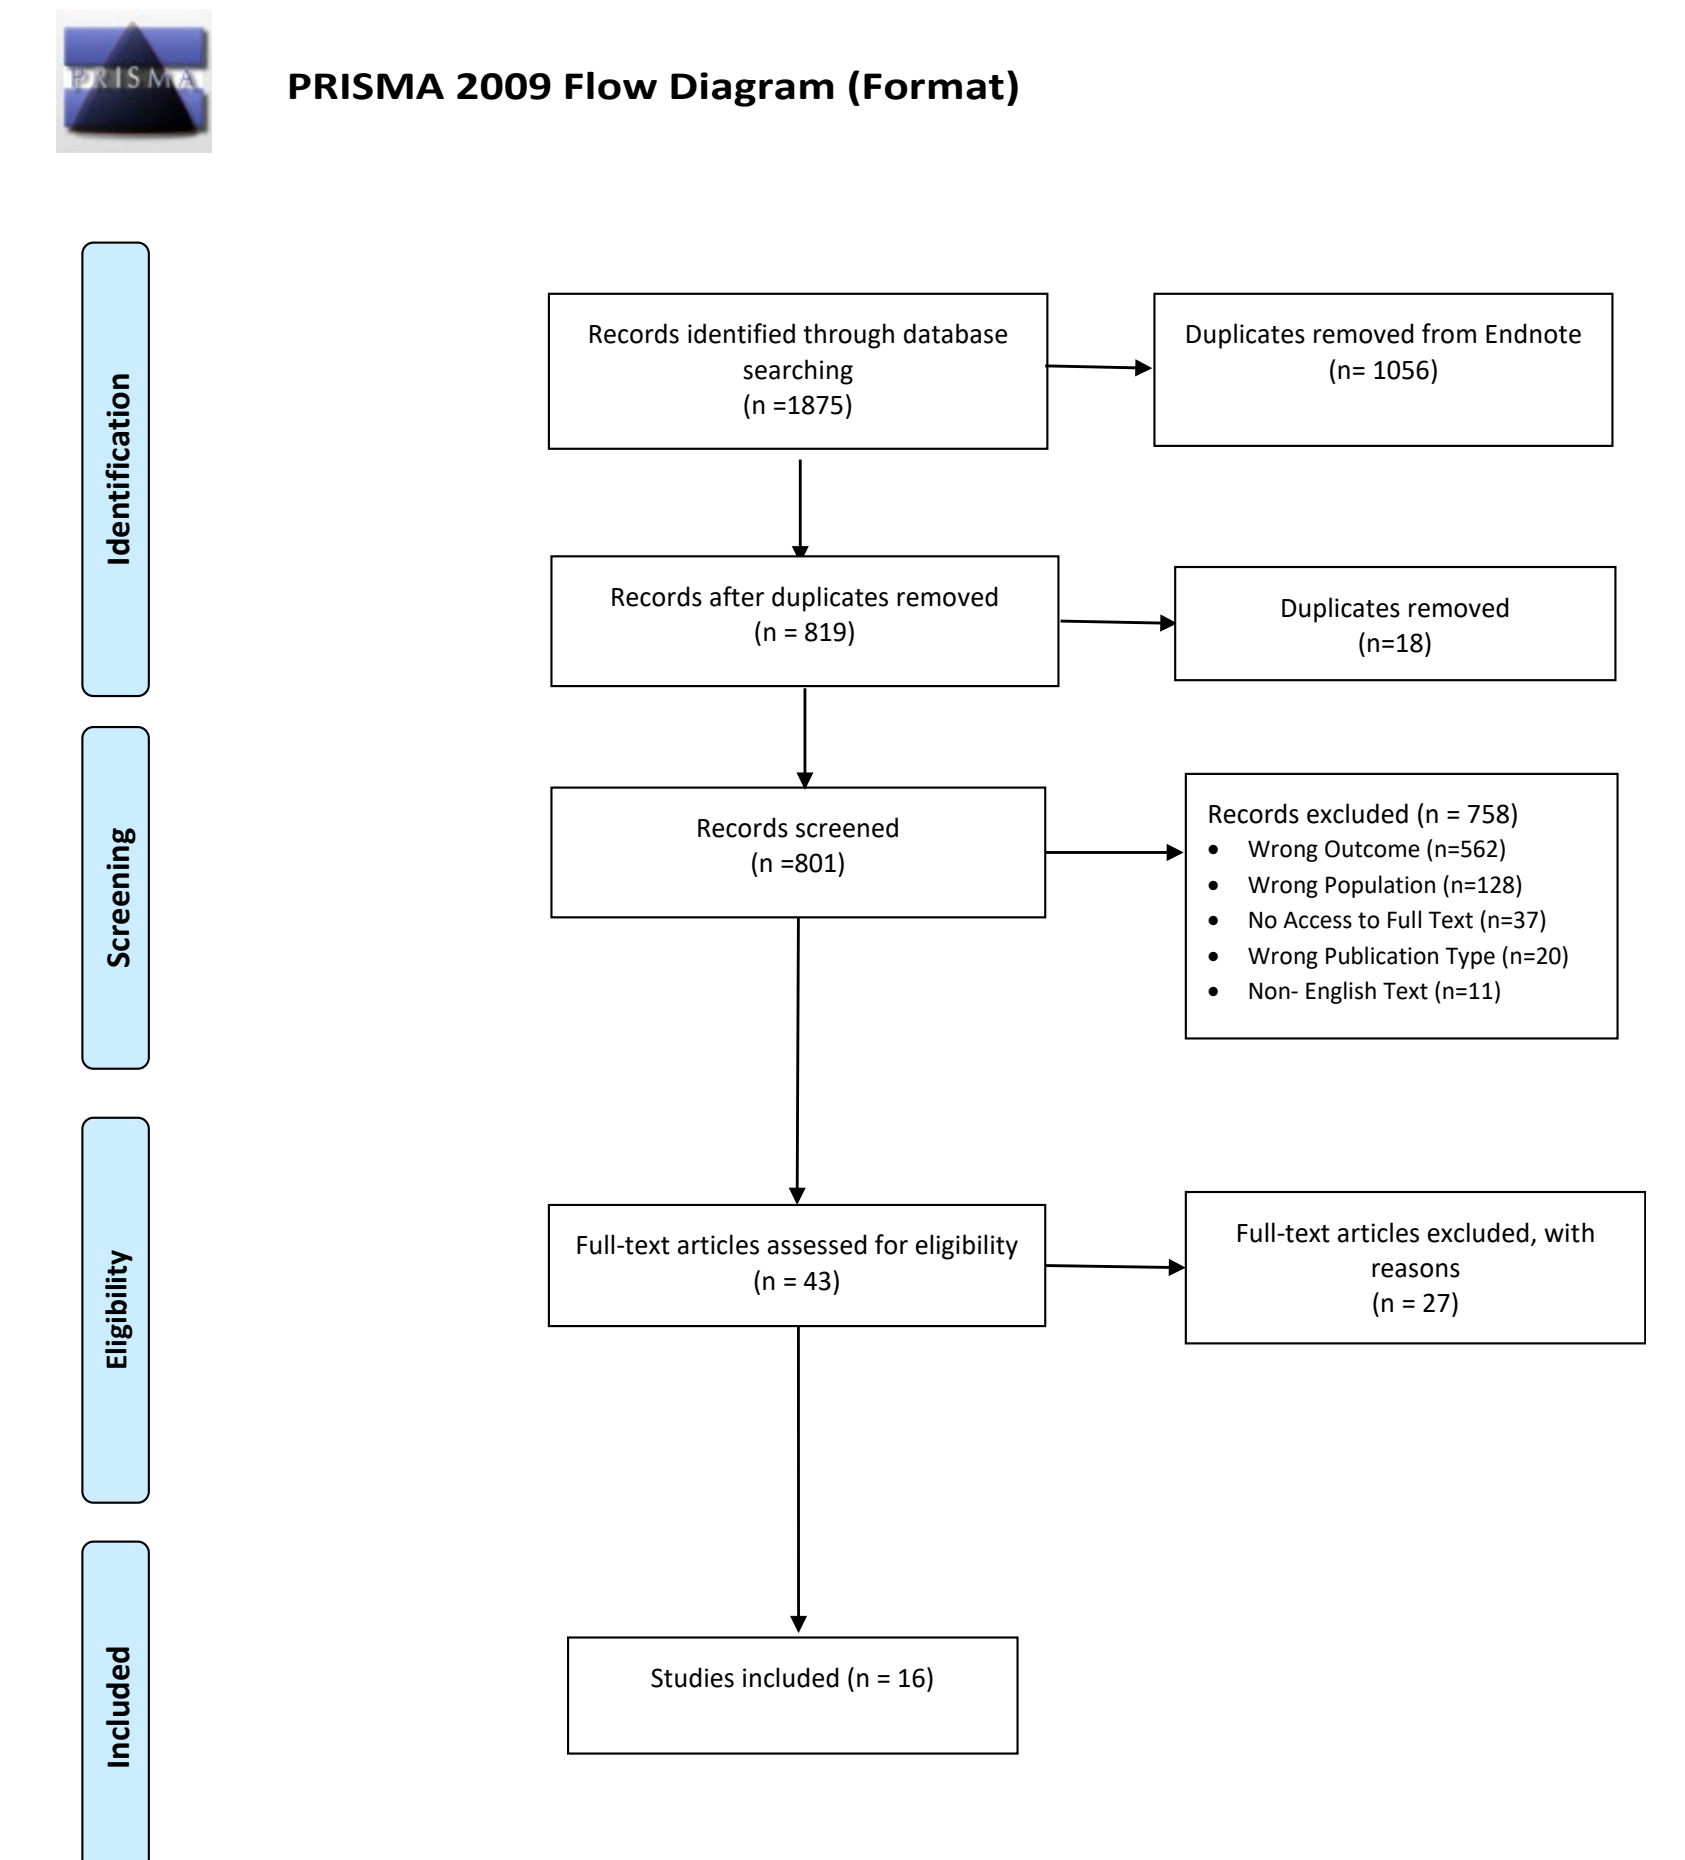 PRISMA
PRISMA 2009 Flow Diagram (Format)
Identification
Records identified through database
searching
(n =1875)
Duplicates removed from Endnote
(n= 1056)
Records after duplicates removed
(n = 819)
Duplicates removed
(n=18)
Screening
Records screened
(n =801)
Records excluded (n = 758)
• Wrong Outcome (n=562)
• Wrong Population (n=128)
• No Access to Full Text (n=37)
• Wrong Publication Type (n=20)
• Non- English Text (n=11)
Eligibility
Full-text articles assessed for eligibility
(n = 43)
Full-text articles excluded, with
reasons
(n = 27)
Included
Studies included (n = 16)